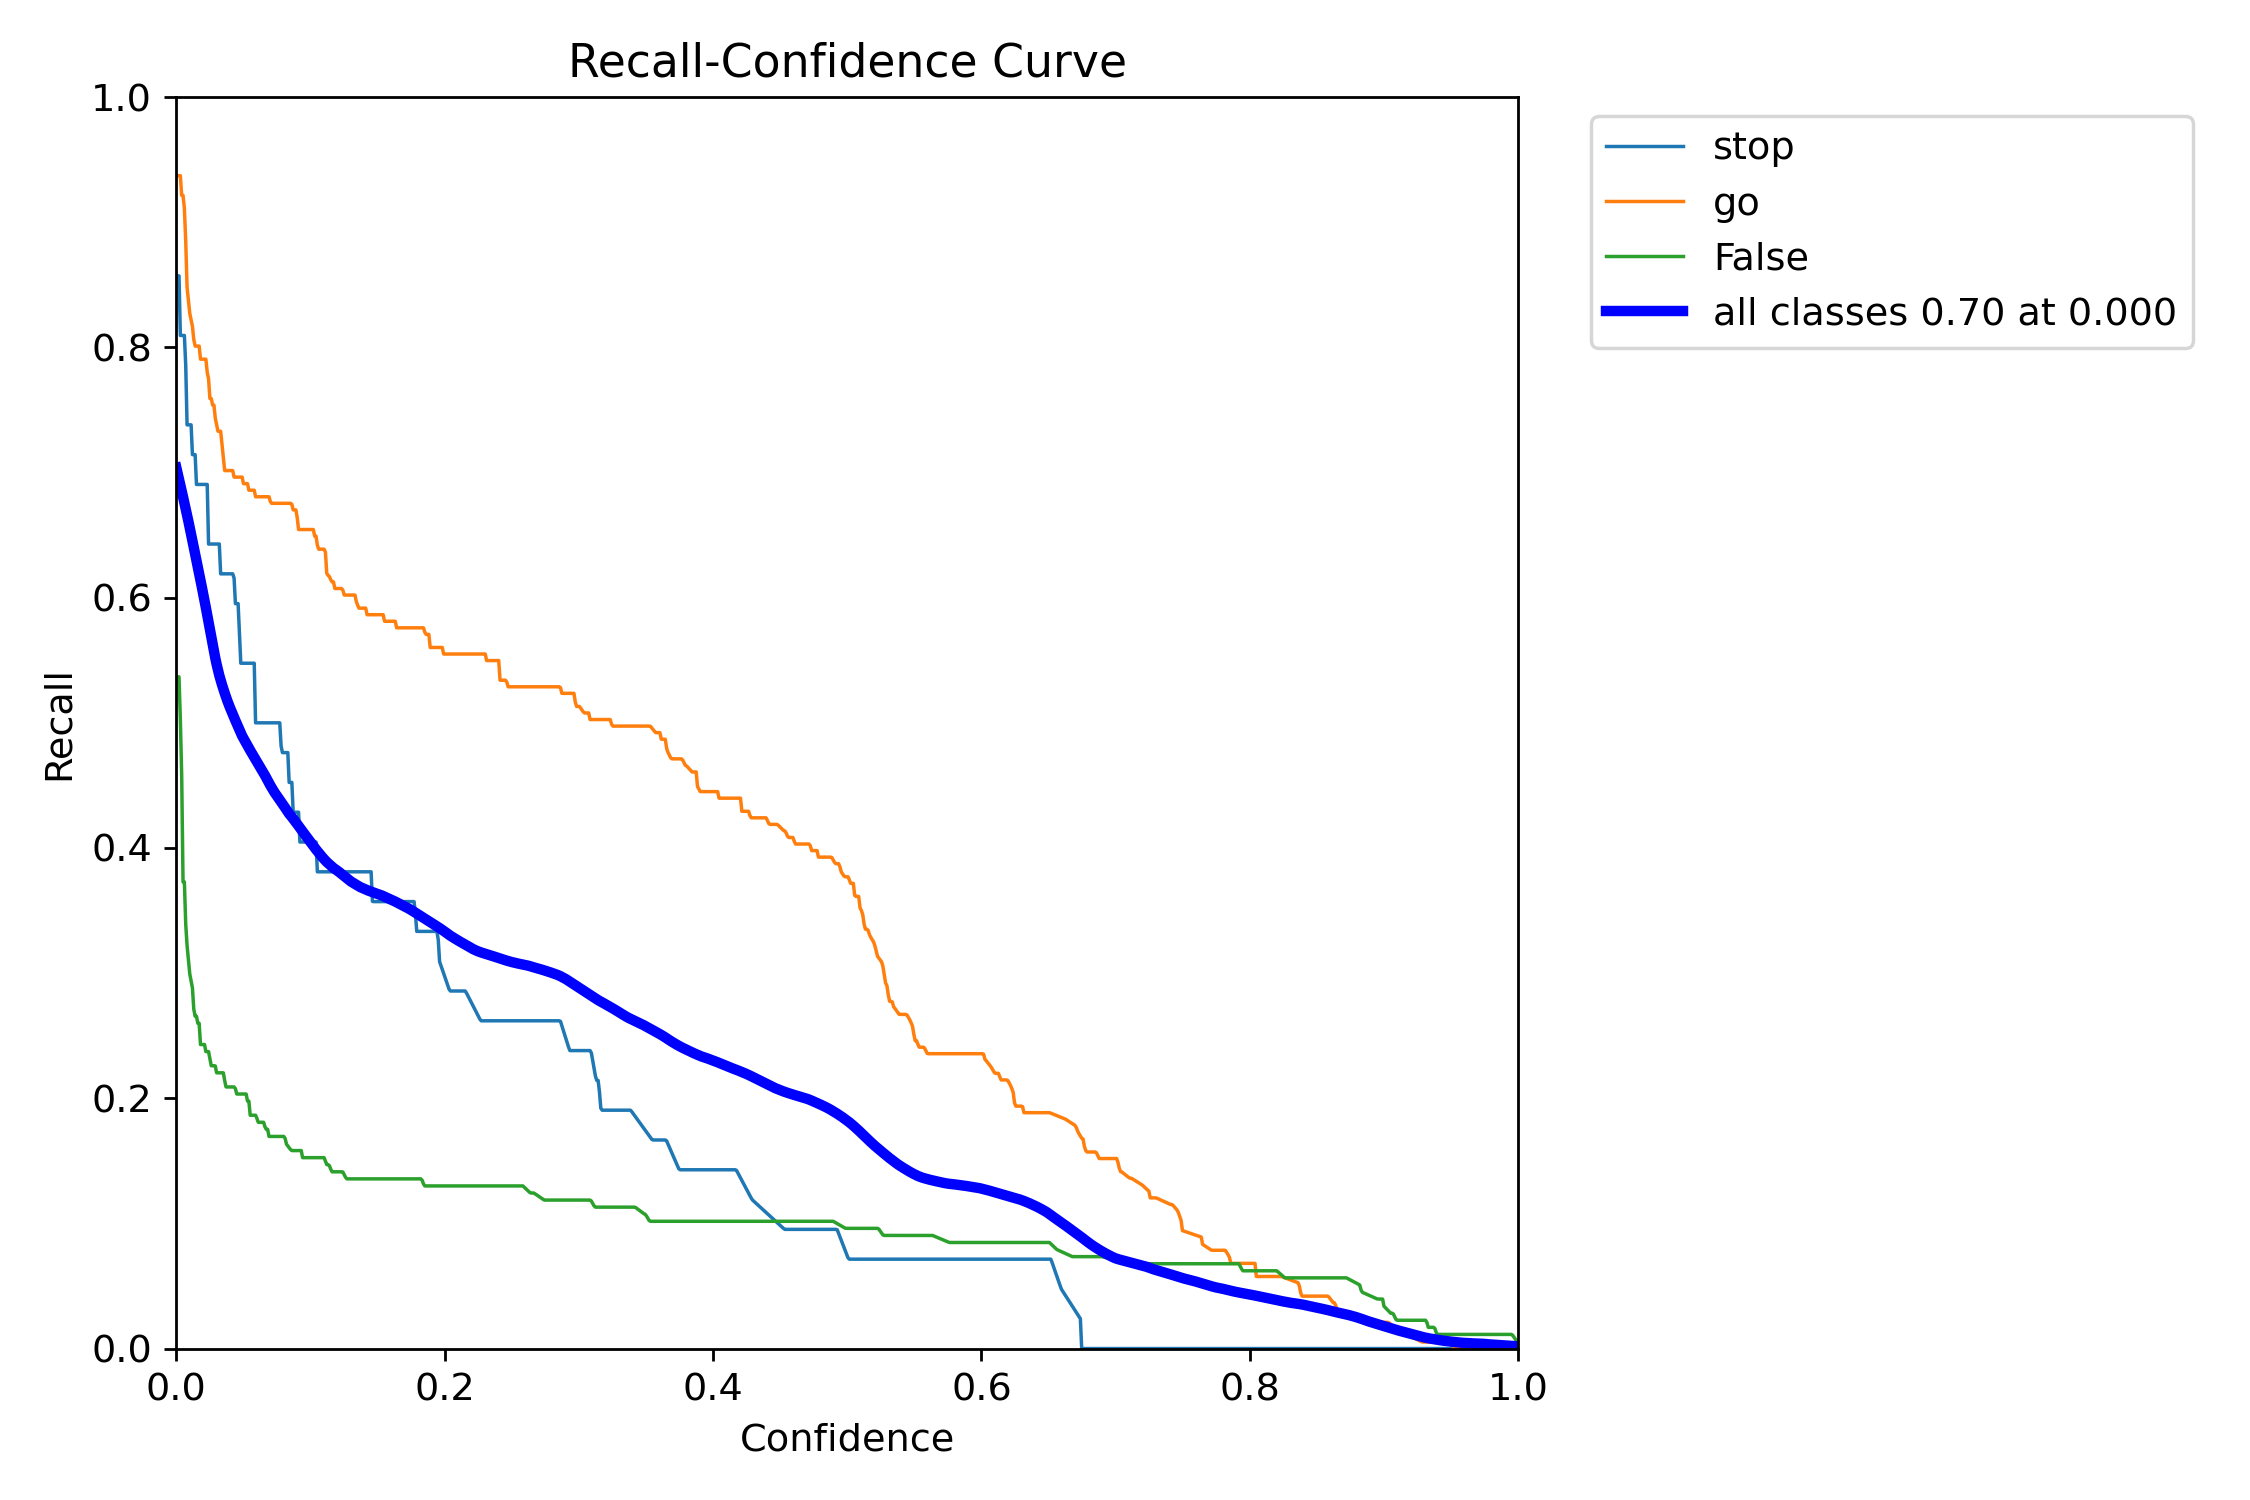 Recall-Confidence Curve
1.0
0.8
0.6
0.4
0.2
0.0
Recall
0.0 0.2 0.4 0.6 0.8 1.0
Confidence
stop
go
False
all classes 0.70 at 0.000